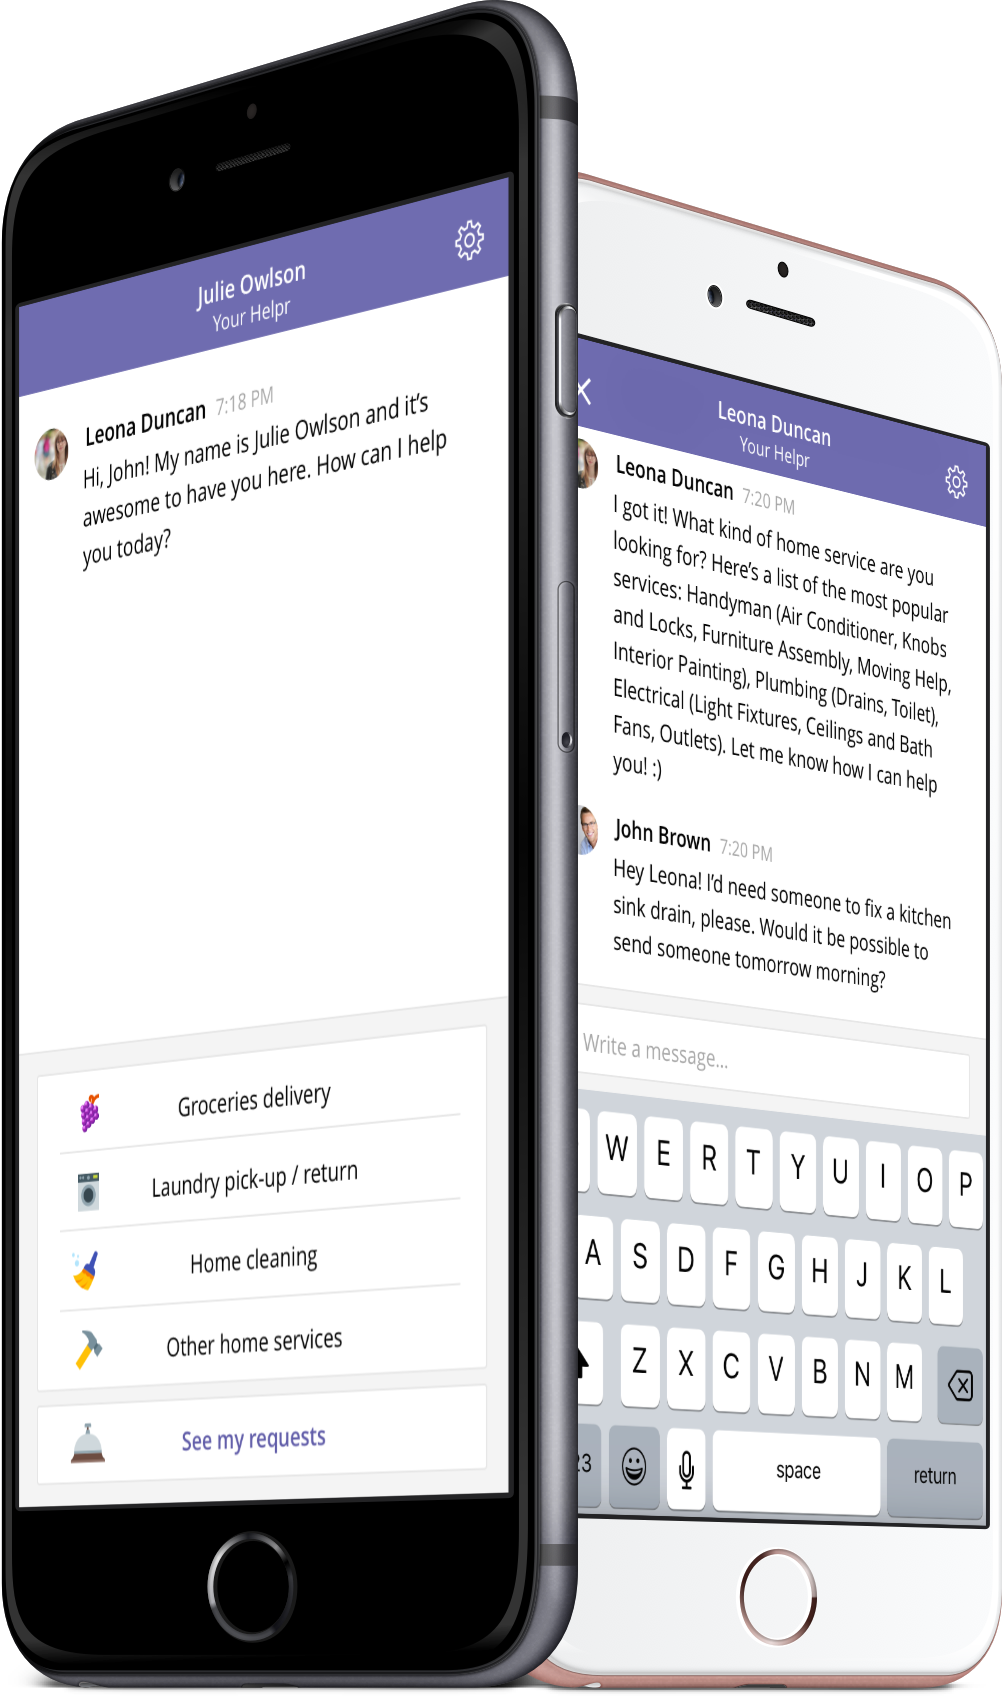 Julie Owlson
Your Helpr
Leona Duncan 7:18 PM
Hi, John! My name is Julie Owlson and it’s
awesome to have you here. How can I help
you today?
Groceries delivery
Laundry pick-up / return
Home cleaning
Other home services
See my requests
Leona Duncan
Your Helpr
Leona Duncan 7:20 PM
I got it! What kind of home service are you
looking for? Here’s a list of the most popular
services: Handyman (Air Conditioner, Knobs
and Locks, Furniture Assembly, Moving Help,
Interior Painting), Plumbing (Drains, Toilet),
Electrical (Light Fixtures, Ceilings and Bath
Fans, Outlets). Let me know how I can help
you! :)
John Brown 7:20 PM
Hey Leona! I’d need someone to fix a kitchen
sink drain, please. Would it be possible to
send someone tomorrow morning?
Write a message...
W E R T Y U I O P
A S D F G H J K L
Z X C V B N M
23 space return